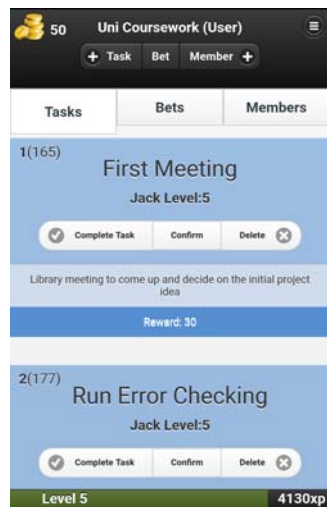 50 Uni Coursework (User)
Task Bet Member
Tasks Bets Members
1(165)
First Meeting
Jack Level:5
Complete Task Confirm Delete
Library meeting to come up and decide on the initial project
idea
Reward: 30
2(177)
Run Error Checking
Jack Level:5
Complete Task Confirm Delete
Level 5 4130xp